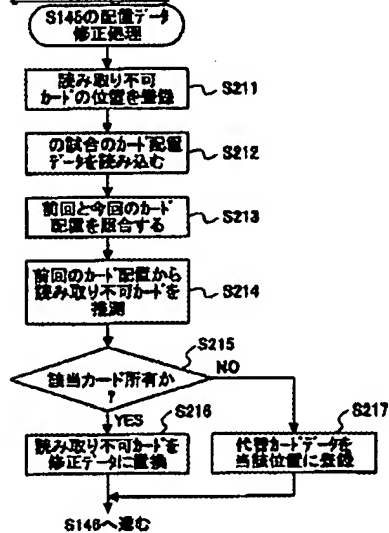 S145の配置データ
修正処理
読み取り不可
カードの位置を登録
S211
の試合のカード配置
データを読み込む
S212
前回と今回のカード
配置を照合する
S213
前回のカード配置から
読み取り不可カードを
推測
S214
S215
該当カード所有か
?
NO
YES
S216
読み取り不可カードを
修正データに置換
S217
代替カードデータを
当該位置に登録
S146へ進む